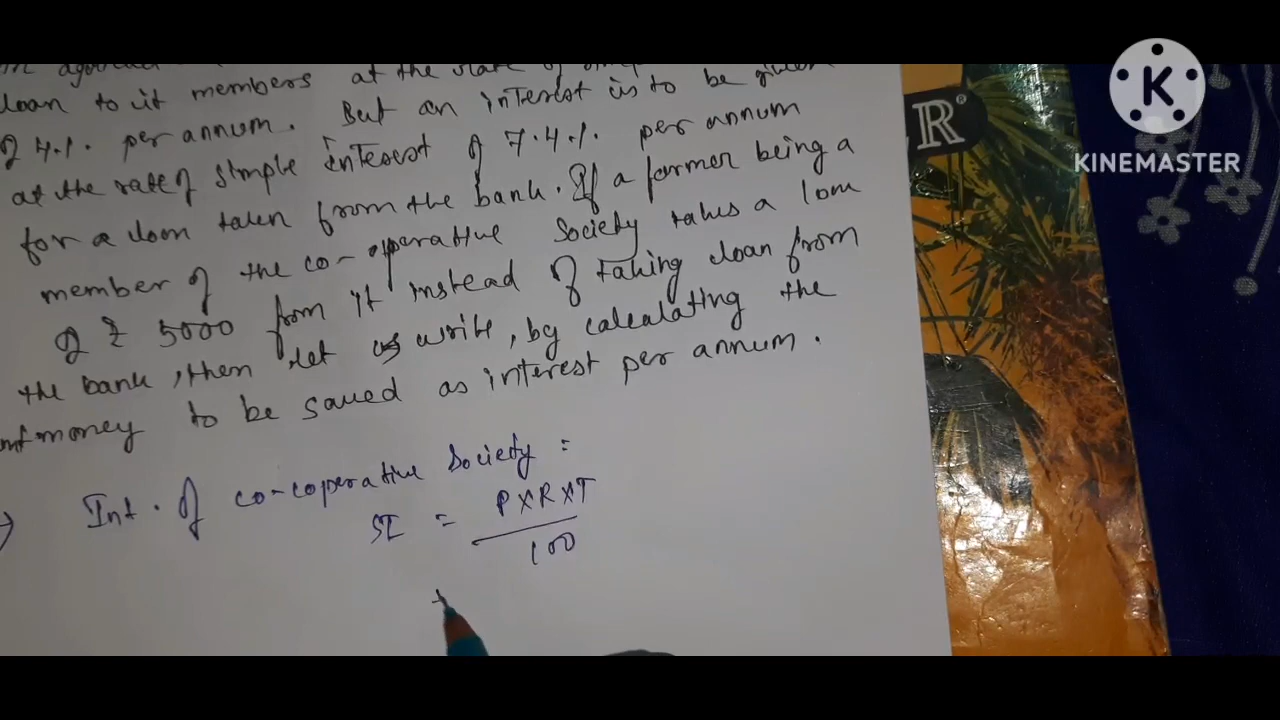 loan to it members at the rate of
of 4.1. per annum. But an interest is to be given
at the rate of simple interest of 7.4.1. per annum
for a loan taken from the bank. If a farmer being a
member of the co-operative Society takes a loan
of ₹ 5000 from it instead of taking loan from
the bank, then let us write, by calculating the
money to be saved as interest per annum.
Int. of co-coperative Society =
SI = P X R X T
100
R®
K
KINEMASTER